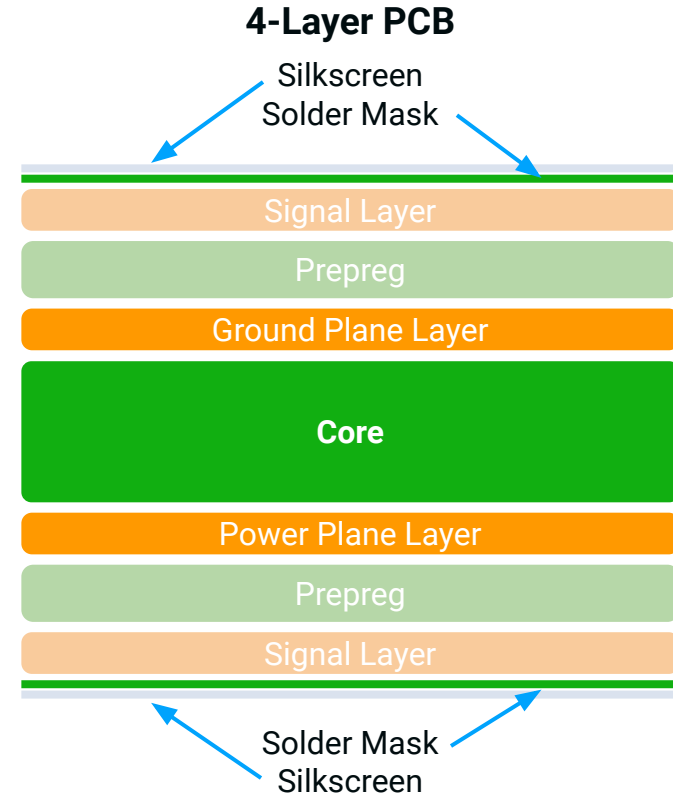 4-Layer PCB
Silkscreen
Solder Mask
Signal Layer
Prepreg
Ground Plane Layer
Core
Power Plane Layer
Prepreg
Signal Layer
Solder Mask
Silkscreen